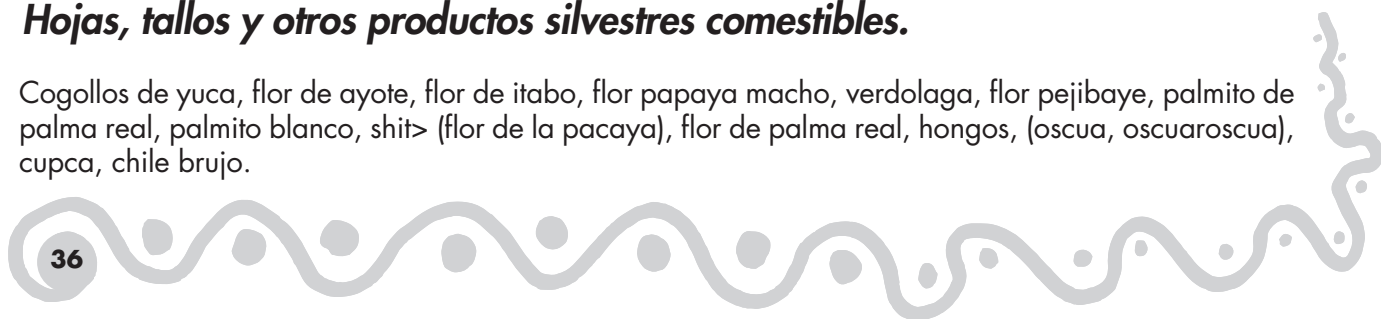 Hojas, tallos y otros productos silvestres comestibles.
Cogollos de yuca, flor de ayote, flor de itabo, flor papaya macho, verdolaga, flor pejibaye, palmito de
palma real, palmito blanco, shit> (flor de la pacaya), flor de palma real, hongos, (oscua, oscuaroscua),
cupca, chile brujo.
36